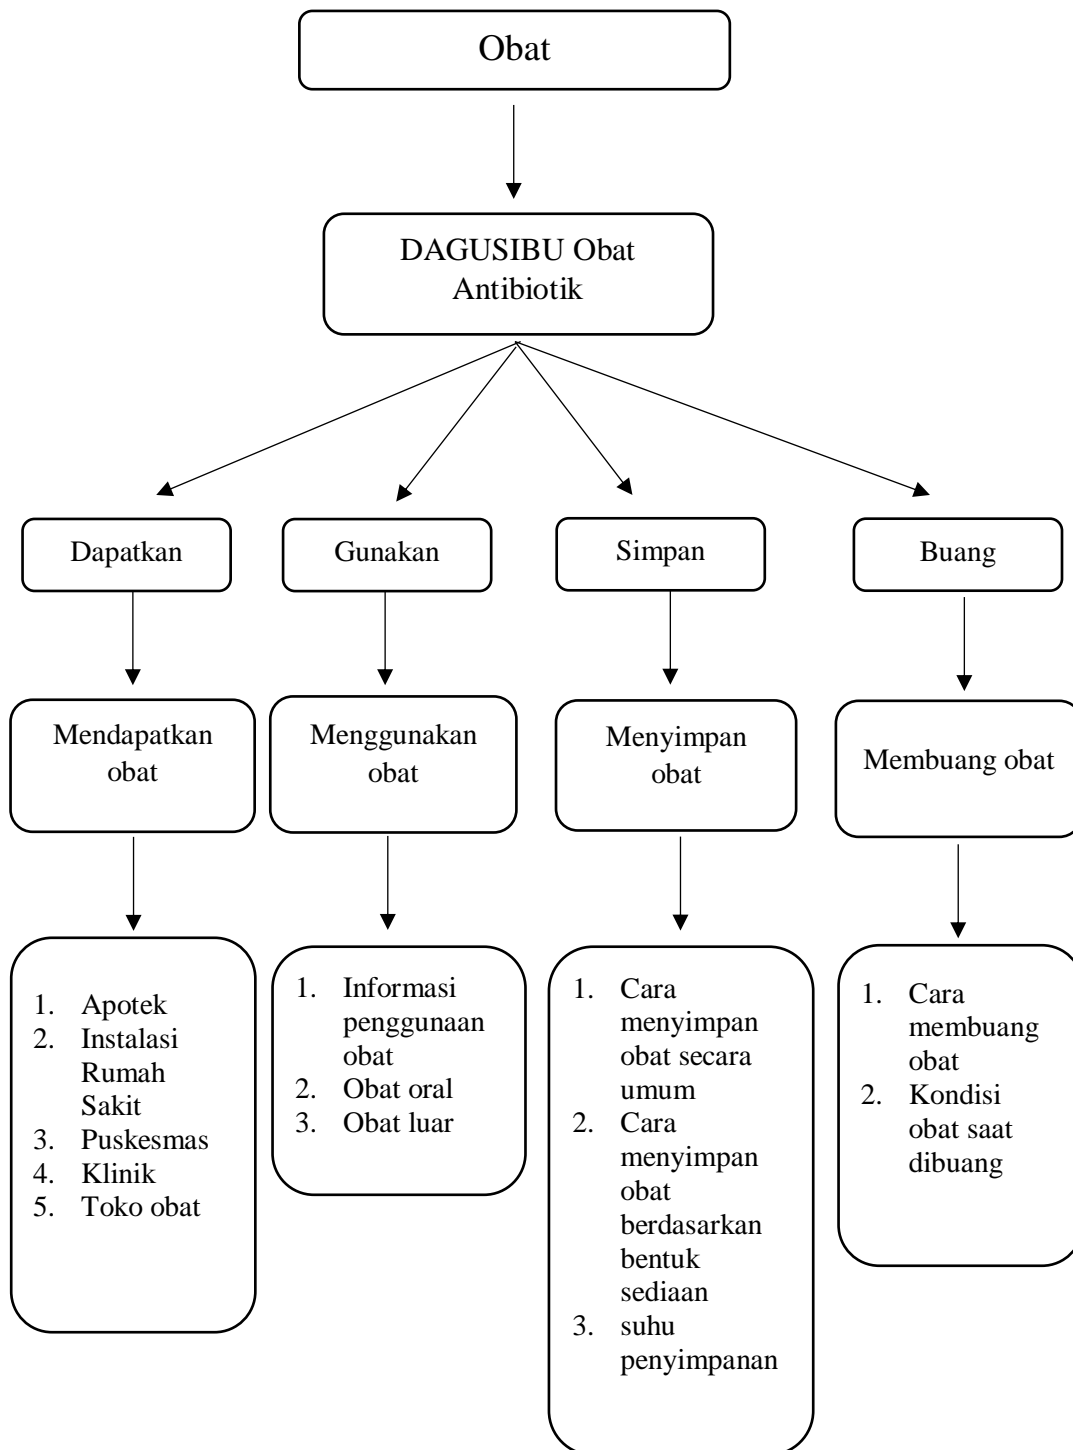 Obat
DAGUSIBU Obat
Antibiotik
Dapatkan
Gunakan
Simpan
Buang
Mendapatkan
obat
Menggunakan
obat
Menyimpan
obat
Membuang obat
1. Apotek
2. Instalasi
Rumah
Sakit
3. Puskesmas
4. Klinik
5. Toko obat
1. Informasi
penggunaan
obat
2. Obat oral
3. Obat luar
1. Cara
menyimpan
obat secara
umum
2. Cara
menyimpan
obat
berdasarkan
bentuk
sediaan
3. suhu
penyimpanan
1. Cara
membuang
obat
2. Kondisi
obat saat
dibuang